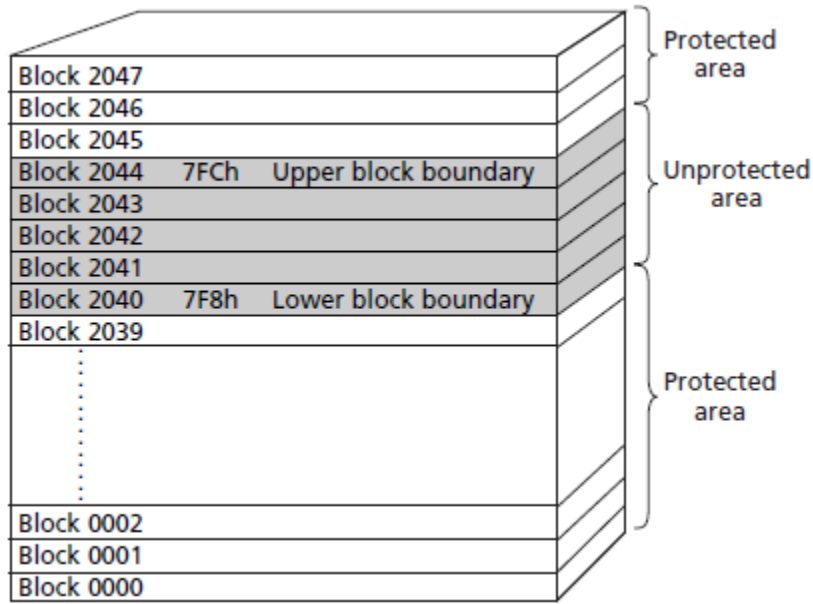 Block 2047
Block 2046
Block 2045
Block 2044 7FCh Upper block boundary
Block 2043
Block 2042
Block 2041
Block 2040 7F8h Lower block boundary
Block 2039
Block 0002
Block 0001
Block 0000
Protected
area
Unprotected
area
Protected
area